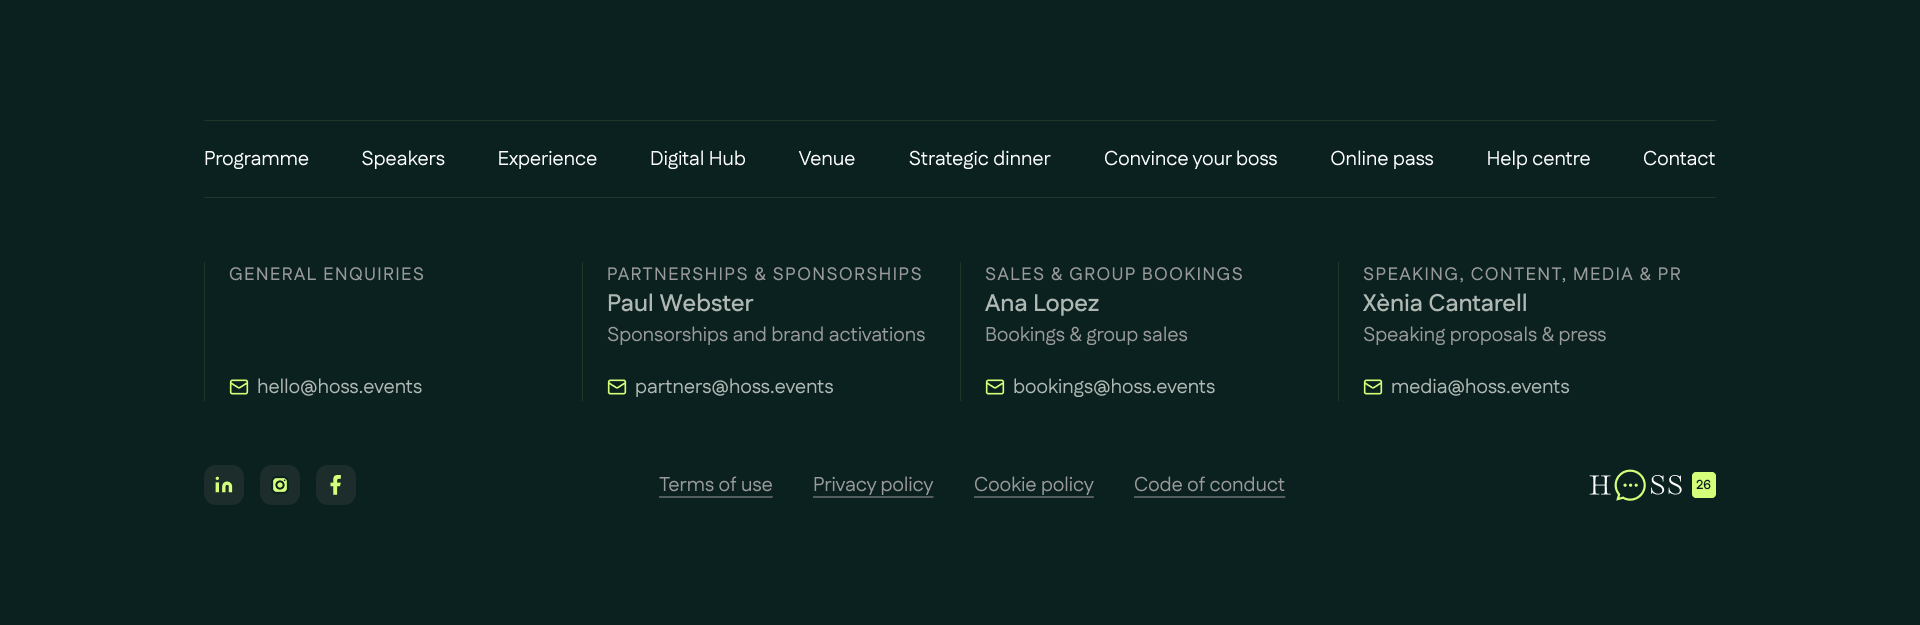 Programme Speakers Experience Digital Hub Venue Strategic dinner Convince your boss Online pass Help centre Contact
GENERAL ENQUIRIES
hello@hoss.events
PARTNERSHIPS & SPONSORSHIPS
Paul Webster
Sponsorships and brand activations
partners@hoss.events
SALES & GROUP BOOKINGS
Ana Lopez
Bookings & group sales
bookings@hoss.events
SPEAKING, CONTENT, MEDIA & PR
Xènia Cantarell
Speaking proposals & press
media@hoss.events
Terms of use Privacy policy Cookie policy Code of conduct
HOSS 26